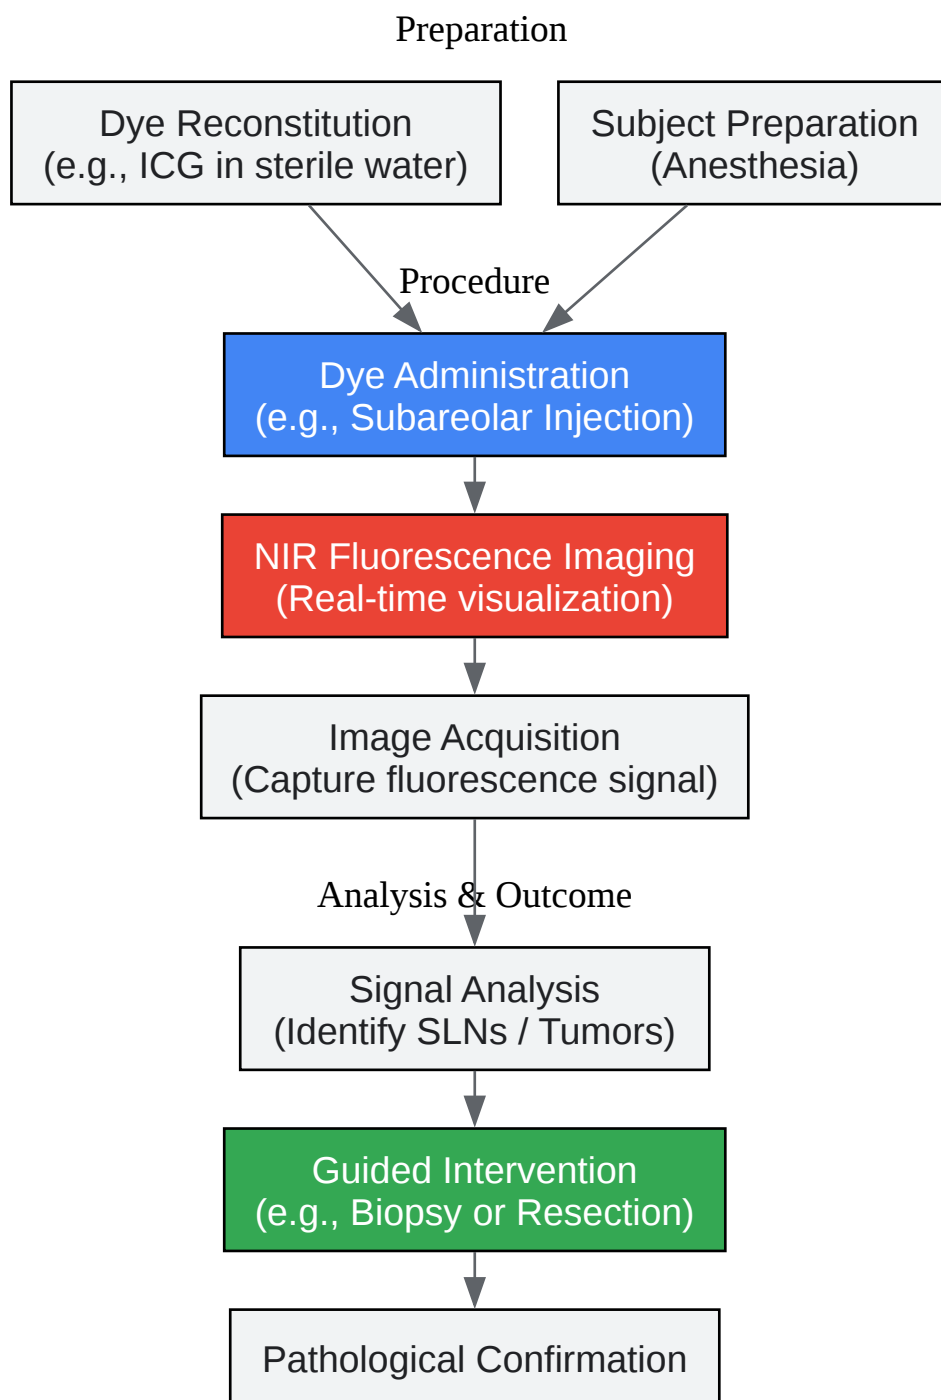 Preparation
Dye Reconstitution
(e.g., ICG in sterile water)
Subject Preparation
(Anesthesia)
Procedure
Dye Administration
(e.g., Subareolar Injection)
NIR Fluorescence Imaging
(Real-time visualization)
Image Acquisition
(Capture fluorescence signal)
Analysis & Outcome
Signal Analysis
(Identify SLNs / Tumors)
Guided Intervention
(e.g., Biopsy or Resection)
Pathological Confirmation